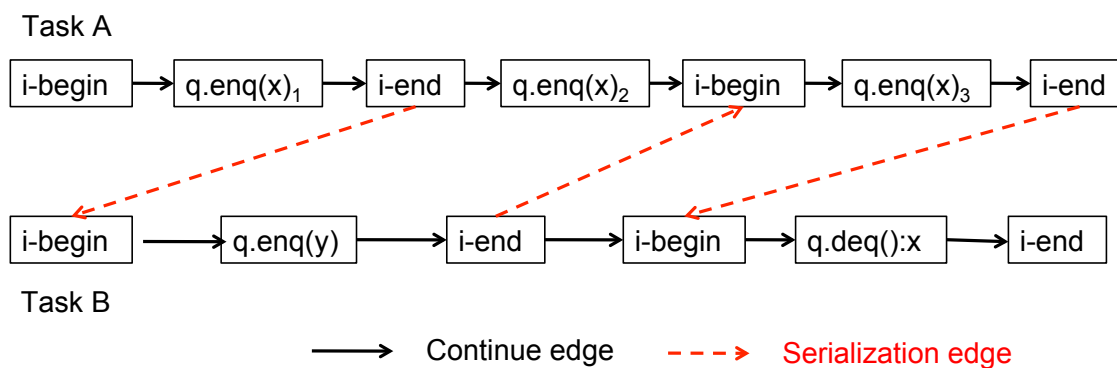 Task A
i-begin q.enq(x)₁ i-end q.enq(x)₂ i-begin q.enq(x)₃ i-end
i-begin q.enq(y) i-end i-begin q.deq():x i-end
Task B
Continue edge Serialization edge